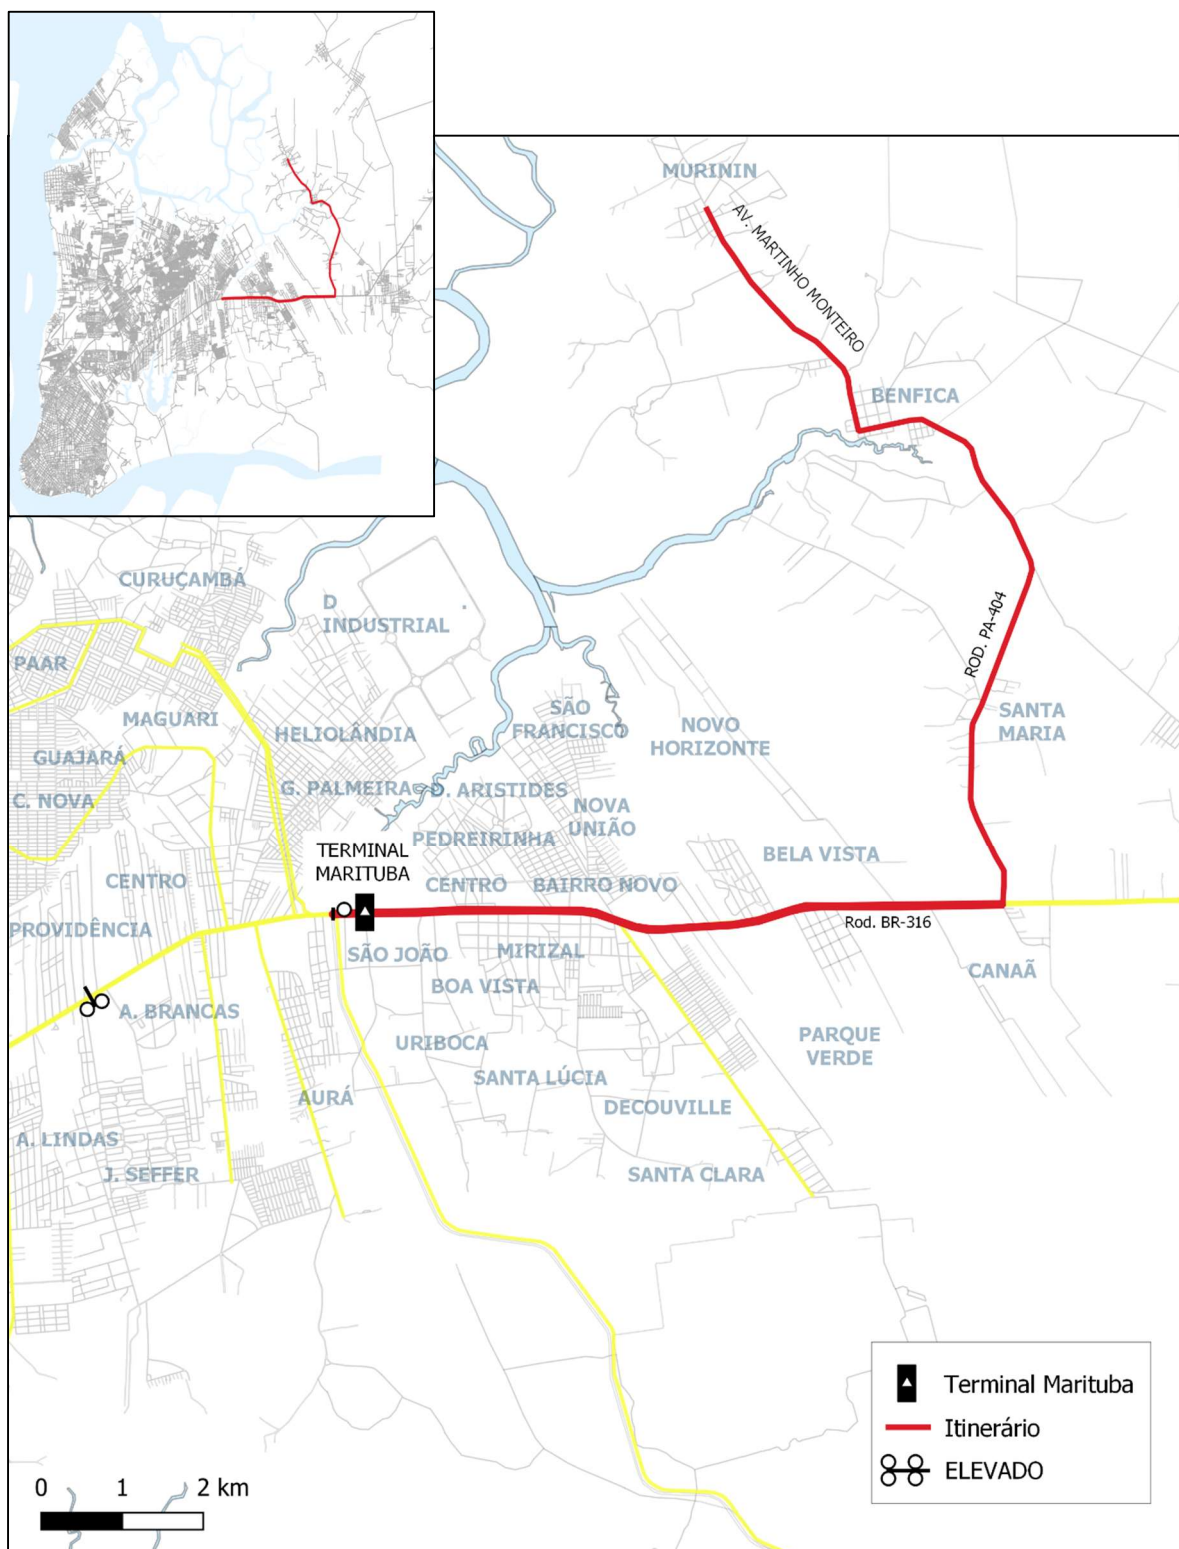 MURININ
AV. MARTINHO MONTEIRO
BENFICA
CURUÇAMBÁ
D
INDUSTRIAL
ROD. PA-404
PAAR
MAGUARI
HELIOLÂNDIA
SÃO
FRANCISCO
NOVO
HORIZONTE
SANTA
MARIA
GUAJARÁ
C. NOVA
G. PALMEIRA
D. ARISTIDES
NOVA
UNIÃO
PEDREIRINHA
TERMINAL
MARITUBA
BELA VISTA
CENTRO
CENTRO
BAIRRO NOVO
PROVIDÊNCIA
Rod. BR-316
SÃO JOÃO
MIRIZAL
CANAÃ
BOA VISTA
A. BRANCAS
URIBOCA
PARQUE
VERDE
SANTA LÚCIA
AURÁ
DECOUVILLE
A. LINDAS
J. SEFFER
SANTA CLARA
Terminal Marituba
Itinerário
ELEVADO
0 1 2 km